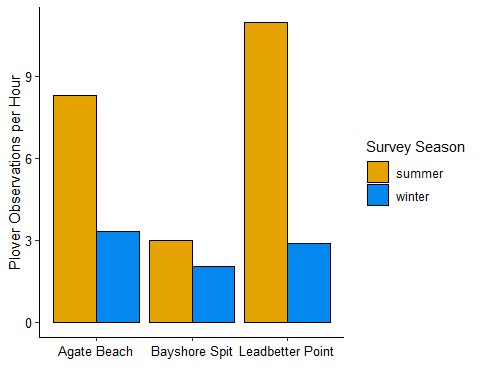 Plover Observations per Hour
9
6
3
0
Agate Beach
Bayshore Spit
Leadbetter Point
Survey Season
summer
winter